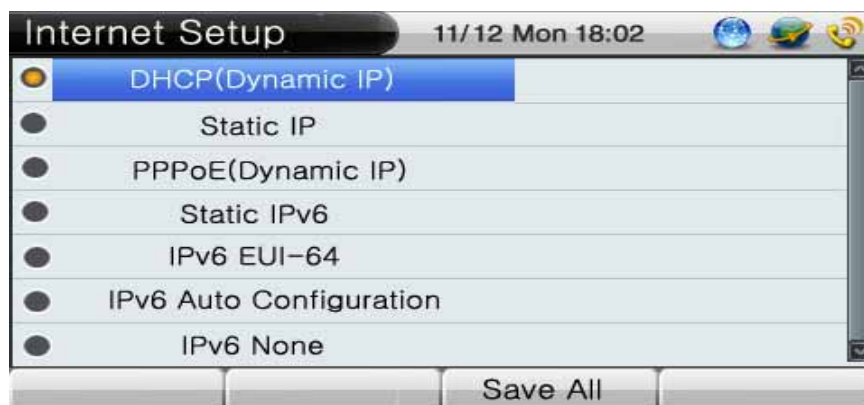 Internet Setup 11/12 Mon 18:02
DHCP(Dynamic IP)
Static IP
PPPoE(Dynamic IP)
Static IPv6
IPv6 EUI-64
IPv6 Auto Configuration
IPv6 None
Save All